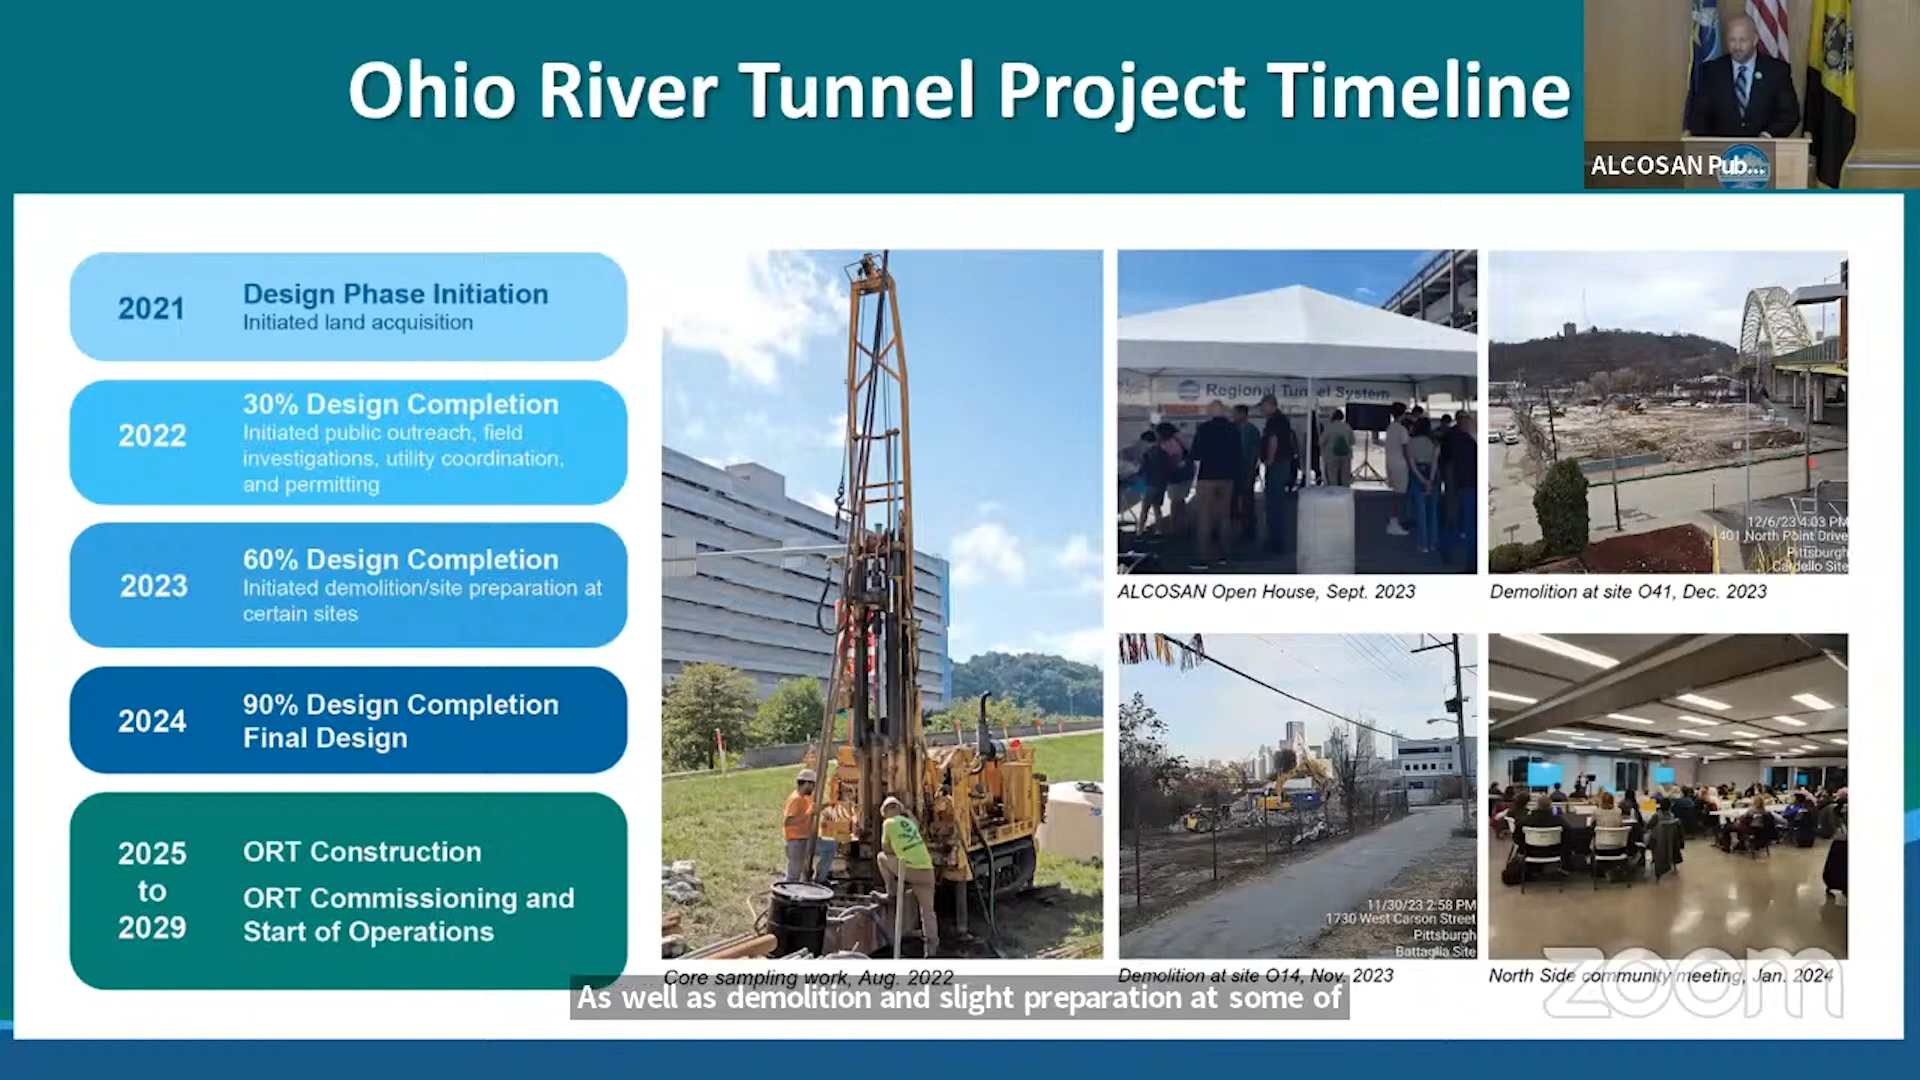 Ohio River Tunnel Project Timeline
ALCOSAN Pub...
2021
Design Phase Initiation
Initiated land acquisition
2022
30% Design Completion
Initiated public outreach, field
investigations, utility coordination,
and permitting
2023
60% Design Completion
Initiated demolition/site preparation at
certain sites
2024
90% Design Completion
Final Design
2025
to
2029
ORT Construction
ORT Commissioning and
Start of Operations
Core sampling work, Aug. 2022
Regional Tunnel System
ALCOSAN Open House, Sept. 2023
12/6/23 4:03 PM
401 North Point Drive
Pittsburgh
Cardello Site
Demolition at site O41, Dec. 2023
11/30/23 2:58 PM
1730 West Carson Street
Pittsburgh
Battaglia Site
Demolition at site O14, Nov. 2023
North Side community meeting, Jan. 2024
zoom
As well as demolition and slight preparation at some of